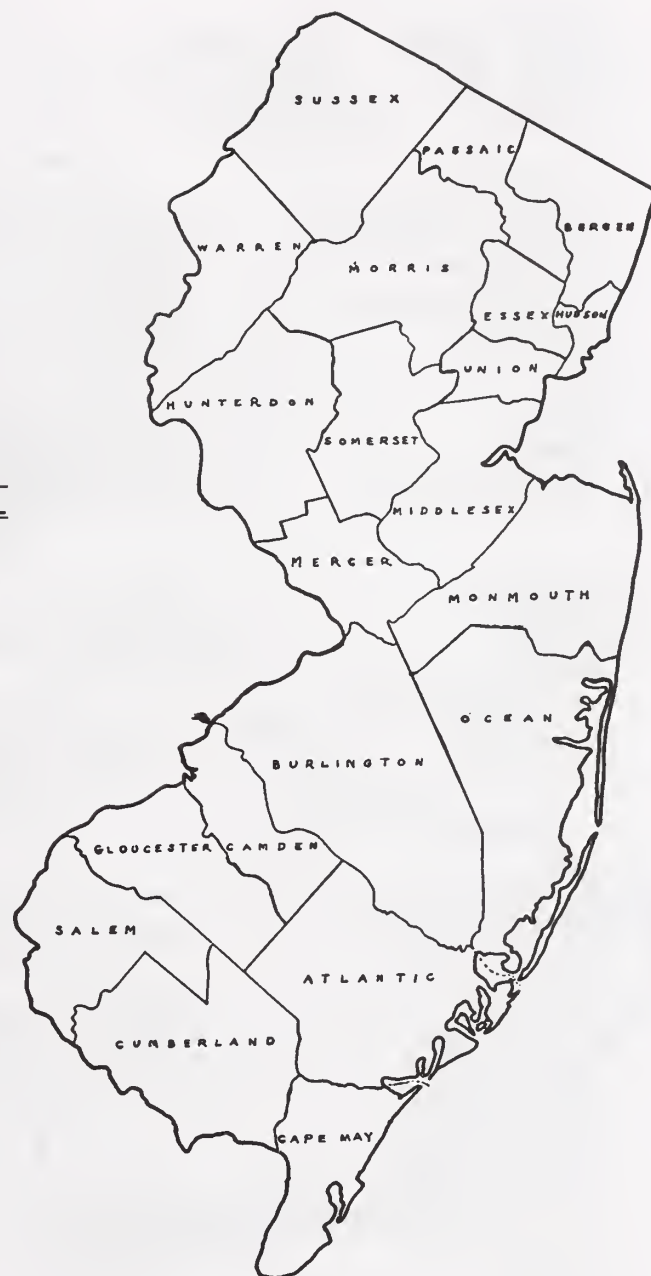 SUSSEX
PASSAIC
BERGEN
WARREN
MORRIS
ESSEX
HUDSON
UNION
HUNTERDON
SOMERSET
MIDDLESEX
MERCER
MONMOUTH
OCEAN
BURLINGTON
GLOUCESTER
CAMDEN
SALEM
ATLANTIC
CUMBERLAND
CAPE MAY